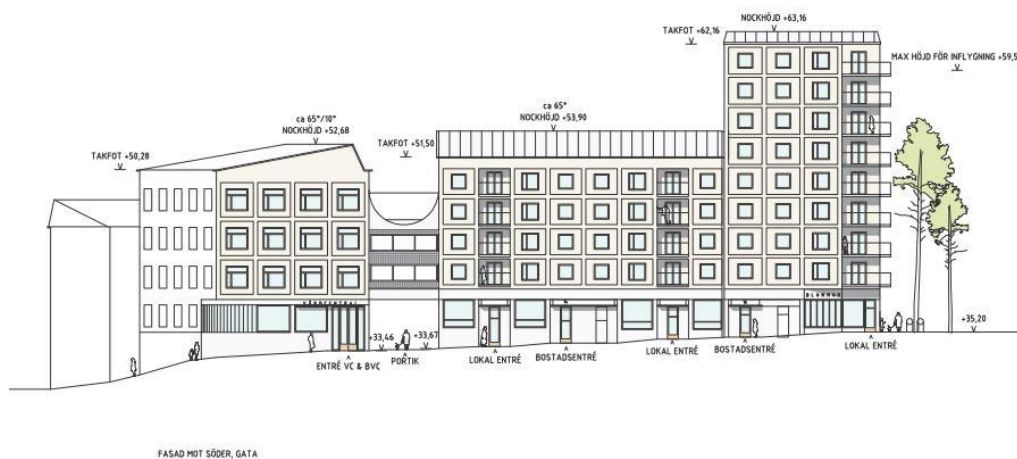 NOCKHÖJD +63,16
TAKFOT +62,16
MAX HÖJD FÖR INFLYGNING +59,5
ca 65°/10°
NOCKHÖJD +52,68
ca 65°
NOCKHÖJD +53,90
TAKFOT +50,28
TAKFOT +51,50
VÅRDCENTRAL
BLOMMOR
+33,46
+33,67
+35,20
ENTRÉ VC & BVC
PORTIK
LOKAL ENTRÉ
BOSTADSENTRÉ
LOKAL ENTRÉ
BOSTADSENTRÉ
LOKAL ENTRÉ
FASAD MOT SÖDER, GATA